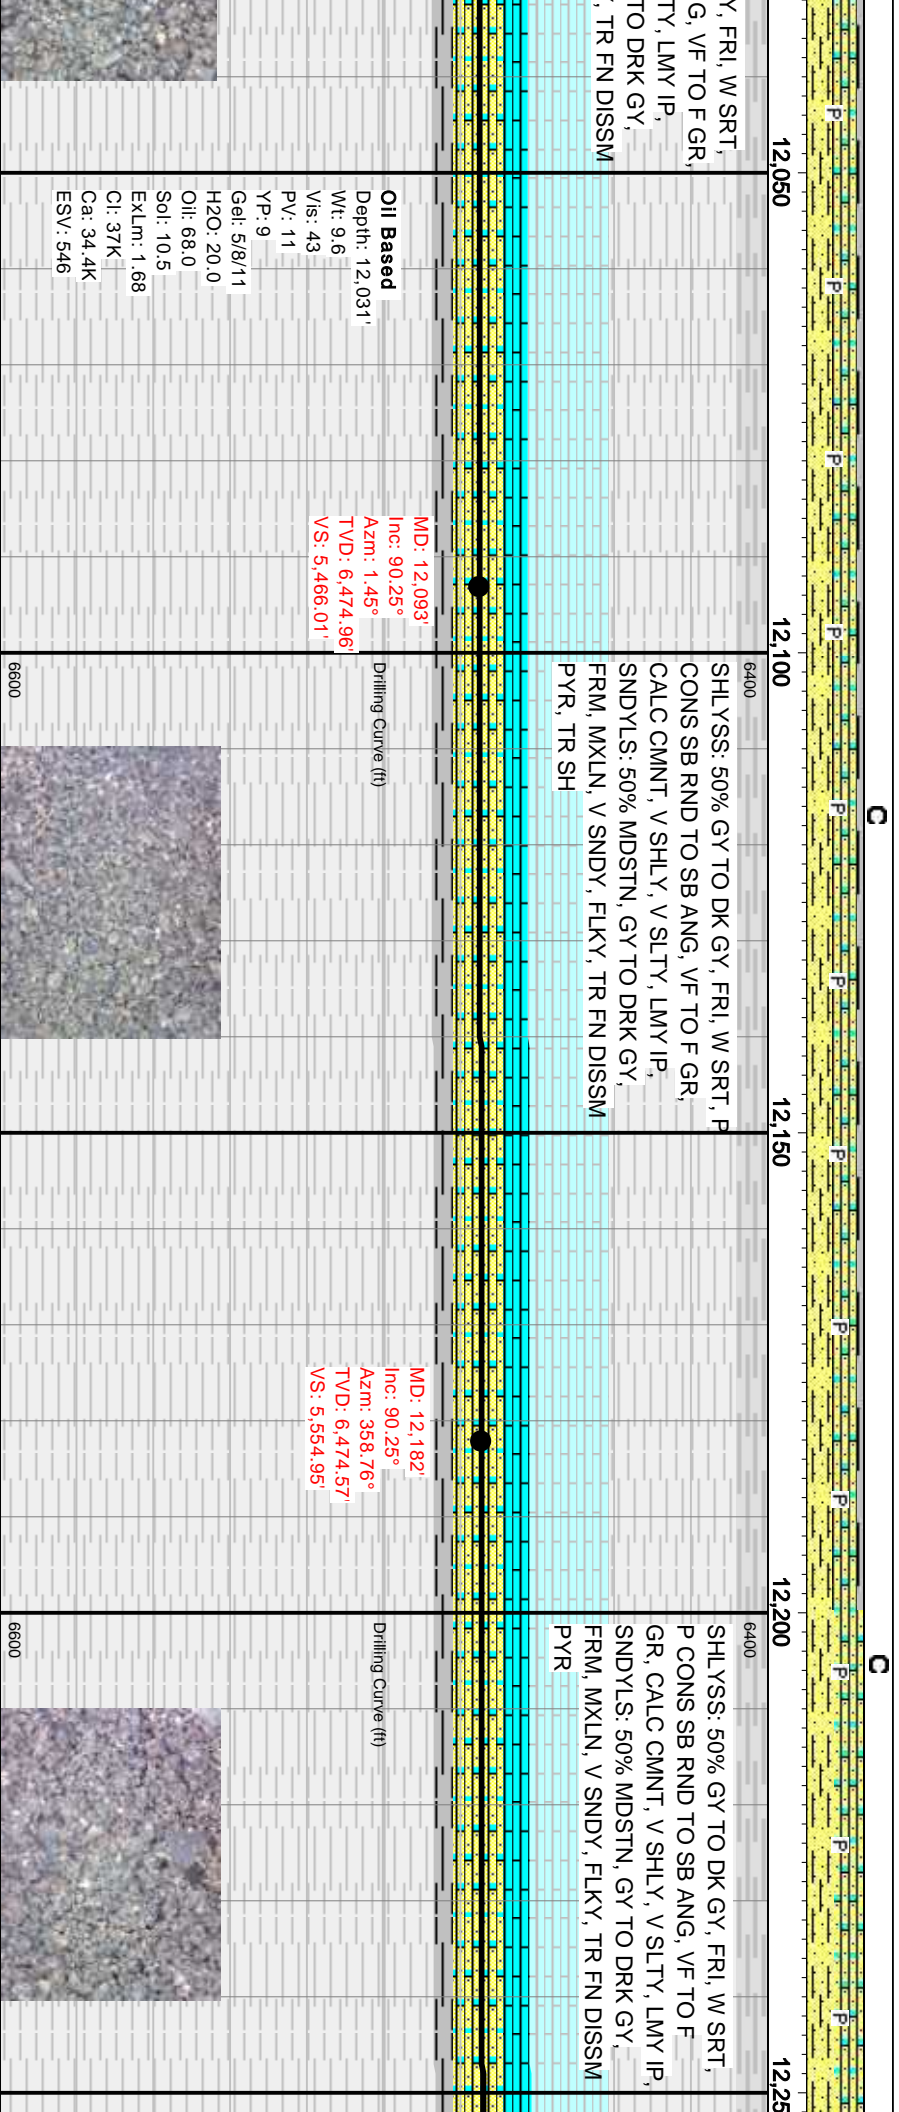 Y, FRI, W SRT,
G, VF TO F GR,
TY, LMY IP,
TO DRK GY,
, TR FN DISSM
12,050
Oil Based
Depth: 12,031'
Wt: 9.6
Vis: 43
PV: 11
YP: 9
Gel: 5/8/11
H2O: 20.0
Oil: 68.0
Sol: 10.5
ExLm: 1.68
Cl: 37K
Ca: 34.4K
ESV: 546
MD: 12,093'
Inc: 90.25°
Azm: 1.45°
TVD: 6,474.96'
VS: 5,466.01'
12,100
6400
SHLYSS: 50% GY TO DK GY, FRI, W SRT, P
CONS SB RND TO SB ANG, VF TO F GR,
CALC CMNT, V SHLY, V SLTY, LMY IP,
SNDYLS: 50% MDSTN, GY TO DRK GY,
FRM, MXLN, V SNDY, FLKY, TR FN DISSM
PYR, TR SH
Drilling Curve (ft)
6600
12,150
MD: 12,182'
Inc: 90.25°
Azm: 358.76°
TVD: 6,474.57'
VS: 5,554.95'
12,200
6400
SHLYSS: 50% GY TO DK GY, FRI, W SRT,
P CONS SB RND TO SB ANG, VF TO F
GR, CALC CMNT, V SHLY, V SLTY, LMY IP,
SNDYLS: 50% MDSTN, GY TO DRK GY,
FRM, MXLN, V SNDY, FLKY, TR FN DISSM
PYR
Drilling Curve (ft)
6600
12,25
C
C
P
P
P
P
P
P
P
P
P
P
P
P